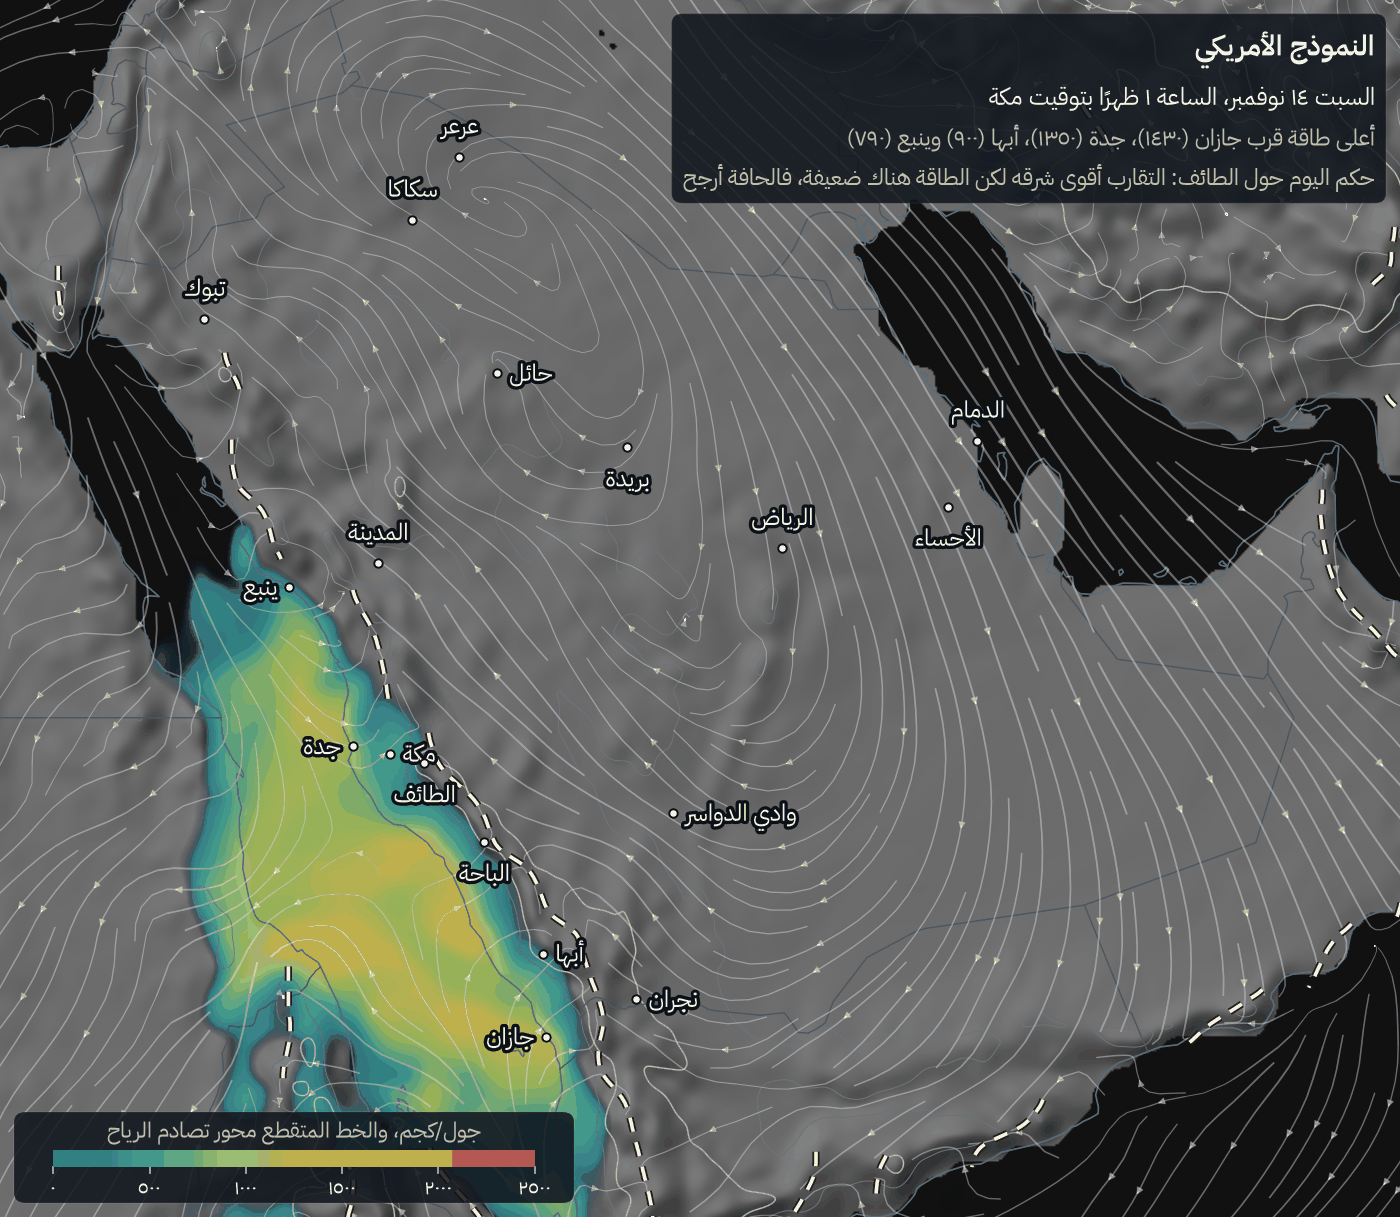 النموذج الأمريكي
السبت ١٤ نوفمبر، الساعة ١ ظهرًا بتوقيت مكة
أعلى طاقة قرب جازان (١٤٣٠)، جدة (١٣٥٠)، أبها (٩٠٠) وينبع (٧٩٠)
حكم اليوم حول الطائف: التقارب أقوى شرقه لكن الطاقة هناك ضعيفة، فالحافة أرجح
عرعر
سكاكا
تبوك
حائل
الدمام
بريدة
الرياض
المدينة
الأحساء
ينبع
جدة
مكة
الطائف
وادي الدواسر
الباحة
أبها
نجران
جازان
جول/كجم، والخط المتقطع محور تصادم الرياح
٠ ٥٠٠ ١٠٠٠ ١٥٠٠ ٢٠٠٠ ٢٥٠٠